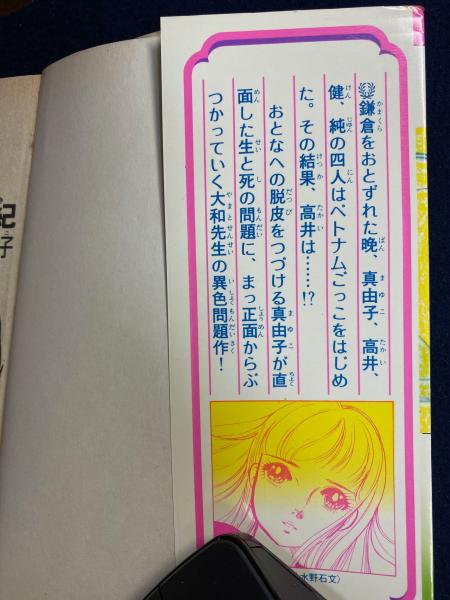 鎌倉をおとずれた晩、真由子、高井、
健、純の四人はベトナムごっこをはじめ
た。その結果、高井は……!?
おとなへの脱皮をつづける真由子が直
面した生と死の問題に、まっ正面からぶ
つかっていく大和先生の異色問題作!
水野石文〉
紀
子